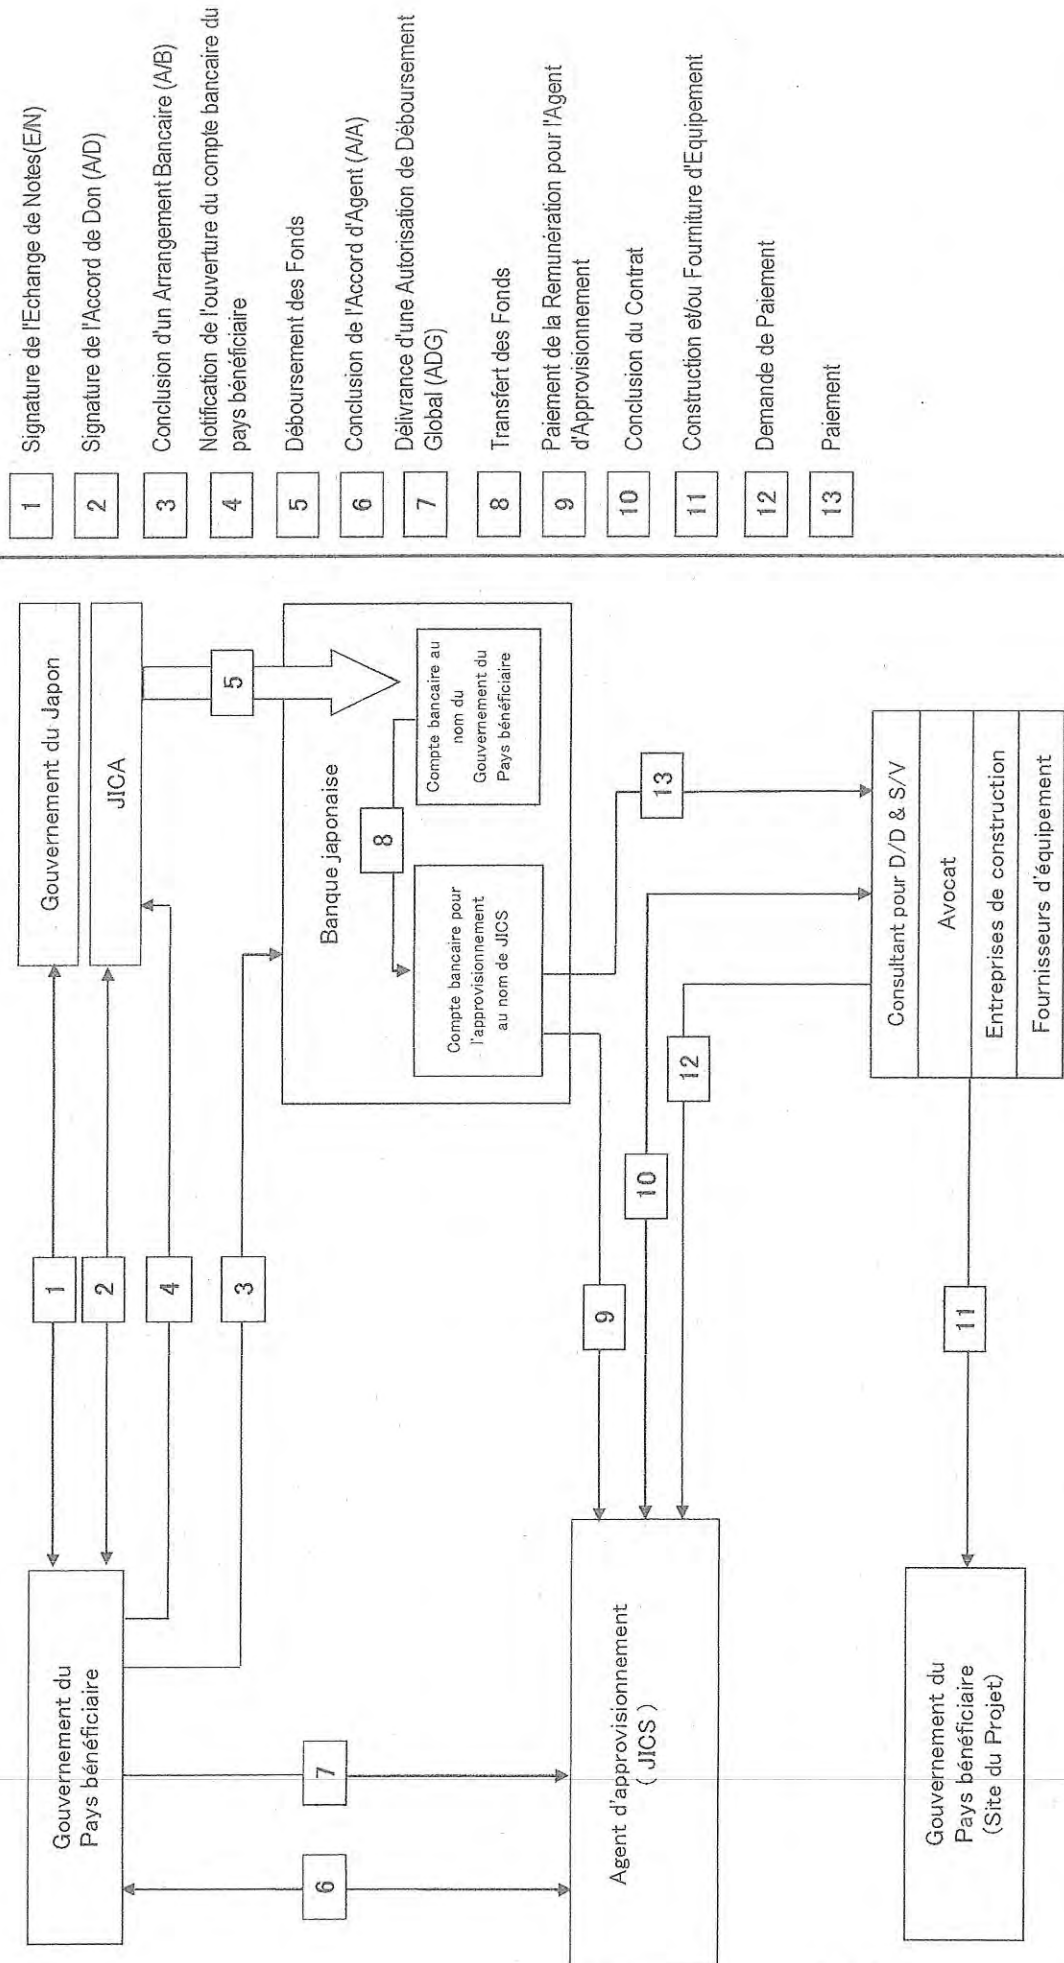 Gouvernement du
Pays bénéficiaire
1
2
4
3
Gouvernement du Japon
JICA
5
Banque japonaise
8
Compte bancaire au
nom du
Gouvernement du
Pays bénéficiaire
Compte bancaire pour
l'approvisionnement
au nom de JICS
6
7
9
10
12
13
Agent d'approvisionnement
( JICS )
Consultant pour D/D & S/V
Avocat
Entreprises de construction
Fournisseurs d'équipement
11
Gouvernement du
Pays bénéficiaire
(Site du Projet)
1 Signature de l'Echange de Notes(E/N)
2 Signature de l'Accord de Don (A/D)
3 Conclusion d'un Arrangement Bancaire (A/B)
4 Notification de l'ouverture du compte bancaire du
pays bénéficiaire
5 Déboursement des Fonds
6 Conclusion de l'Accord d'Agent (A/A)
7 Délivrance d'une Autorisation de Déboursement
Global (ADG)
8 Transfert des Fonds
9 Paiement de la Remunération pour l'Agent
d'Approvisionnement
10 Conclusion du Contrat
11 Construction et/ou Fourniture d'Equipement
12 Demande de Paiement
13 Paiement